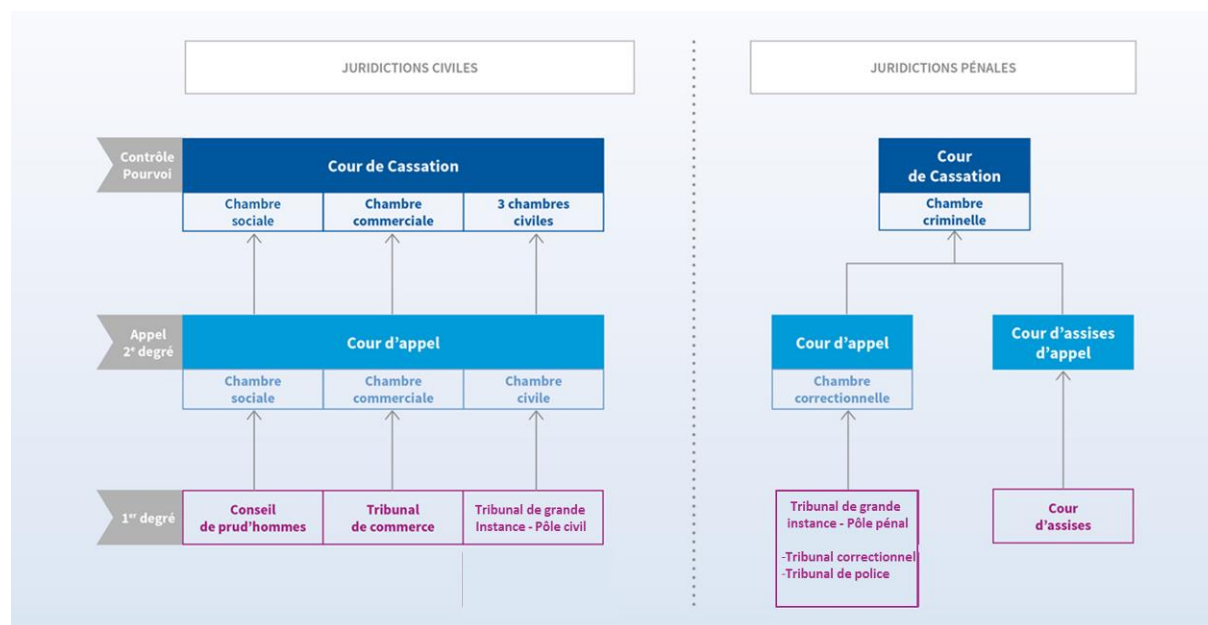 JURIDICTIONS CIVILES
JURIDICTIONS PÉNALES
Contrôle
Pourvoi
Cour de Cassation
Chambre
sociale
Chambre
commerciale
3 chambres
civiles
Cour
de Cassation
Chambre
criminelle
Appel
2e degré
Cour d'appel
Chambre
sociale
Chambre
commerciale
Chambre
civile
Cour d'appel
Chambre
correctionnelle
Cour d'assises
d'appel
1er degré
Conseil
de prud'hommes
Tribunal
de commerce
Tribunal de grande
Instance - Pôle civil
Tribunal de grande
instance - Pôle pénal
-Tribunal correctionnel
-Tribunal de police
Cour
d'assises